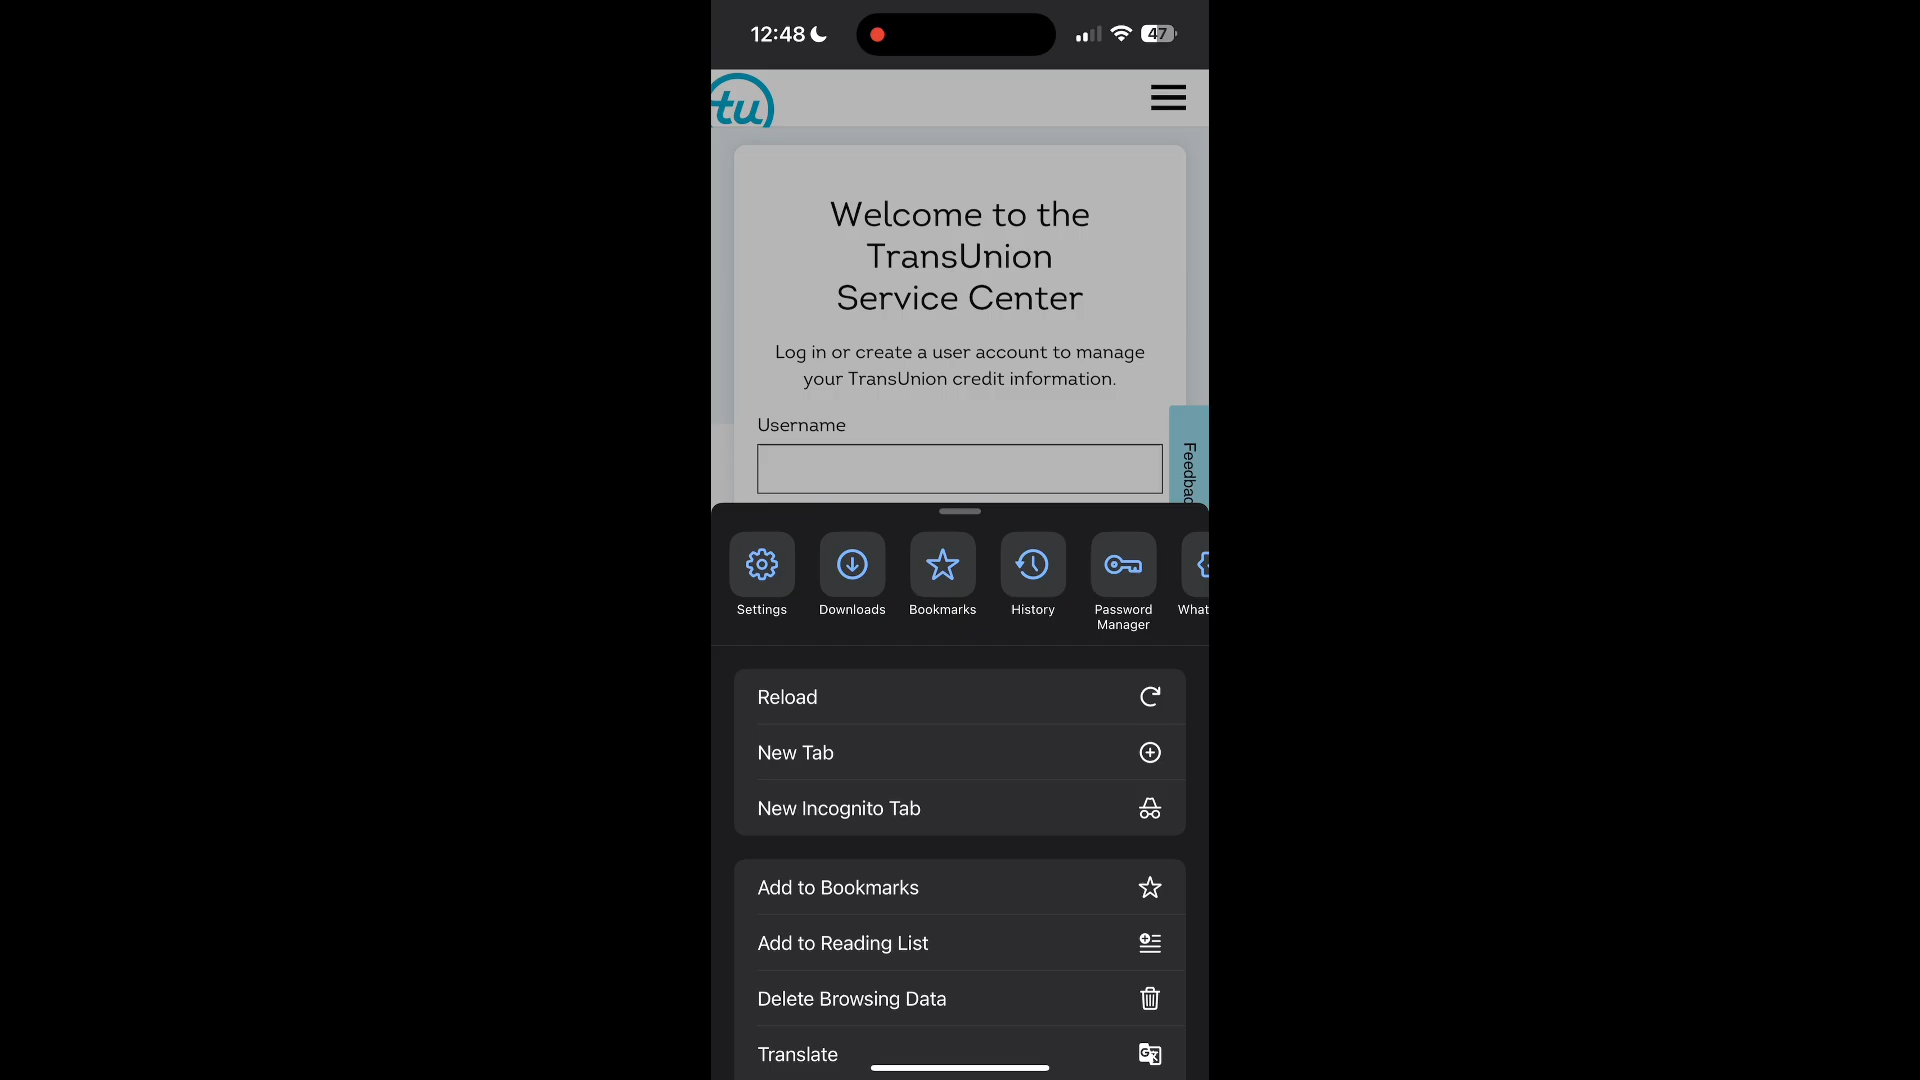 12:48
47
tu
Welcome to the
TransUnion
Service Center
Log in or create a user account to manage
your TransUnion credit information.
Username
Feedbac
Settings
Downloads
Bookmarks
History
Password
Manager
What
Reload
New Tab
New Incognito Tab
Add to Bookmarks
Add to Reading List
Delete Browsing Data
Translate